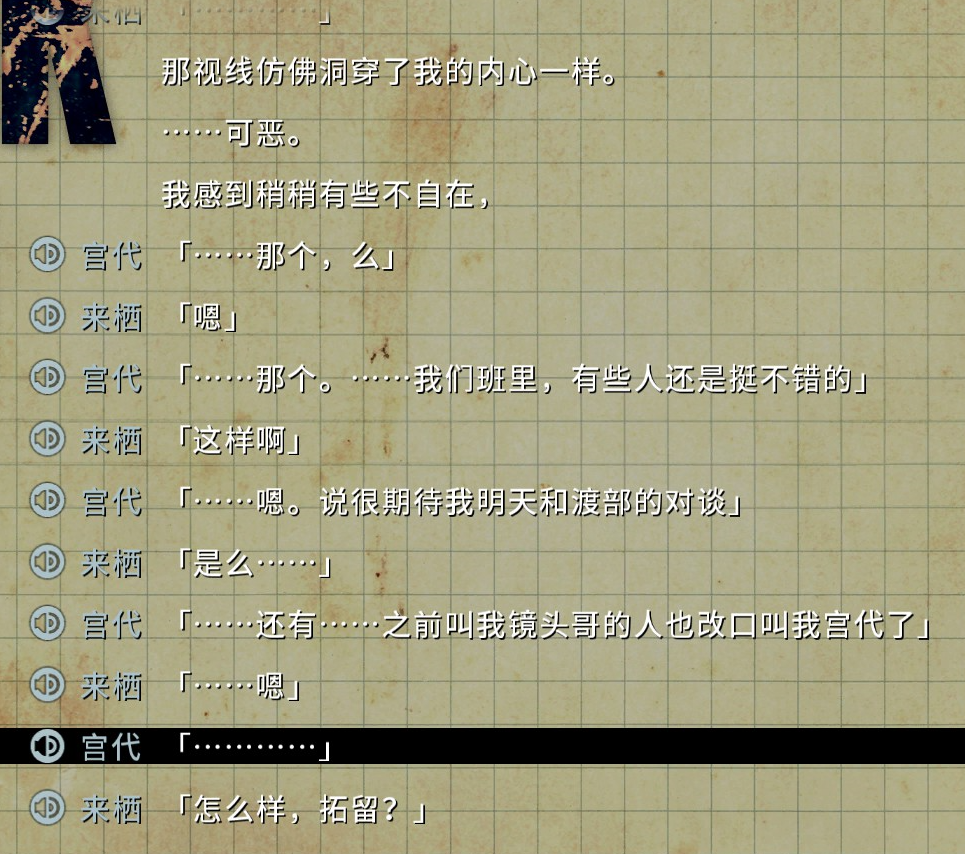 来栖 「⋯⋯⋯⋯」
那视线仿佛洞穿了我的内心一样。
⋯⋯可恶。
我感到稍稍有些不自在，
宫代 「⋯⋯那个，么」
来栖 「嗯」
宫代 「⋯⋯那个。⋯⋯我们班里，有些人还是挺不错的」
来栖 「这样啊」
宫代 「⋯⋯嗯。说很期待我明天和渡部的对谈」
来栖 「是么⋯⋯」
宫代 「⋯⋯还有⋯⋯之前叫我镜头哥的人也改口叫我宫代了」
来栖 「⋯⋯嗯」
宫代 「⋯⋯⋯⋯」
来栖 「怎么样，拓留？」